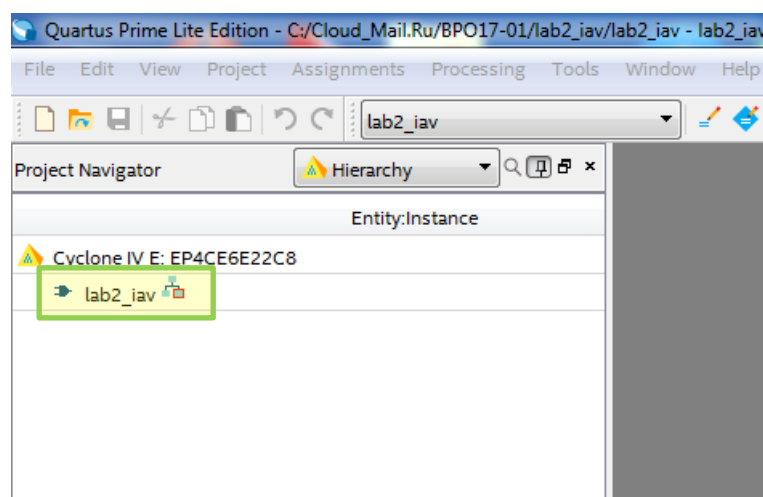 Quartus Prime Lite Edition - C:/Cloud_Mail.Ru/BPO17-01/lab2_iav/lab2_iav - lab2_iav
File Edit View Project Assignments Processing Tools Window Help
lab2_iav
Project Navigator Hierarchy
Entity:Instance
Cyclone IV E: EP4CE6E22C8
lab2_iav